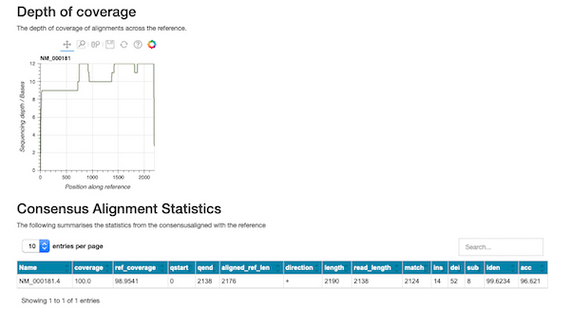 Depth of coverage
The depth of coverage of alignments across the reference.
NM_000181
Sequencing depth / Bases
12
10
8
6
4
2
0
0 500 1000 1500 2000
Position along reference
Consensus Alignment Statistics
The following summarises the statistics from the consensusaligned with the reference
10 entries per page
Search...
Name coverage ref_coverage qstart qend aligned_ref_len direction length read_length match ins del sub iden acc
NM_000181.4 100.0 98.9541 0 2138 2176 + 2190 2138 2124 14 52 8 99.6234 96.621
Showing 1 to 1 of 1 entries